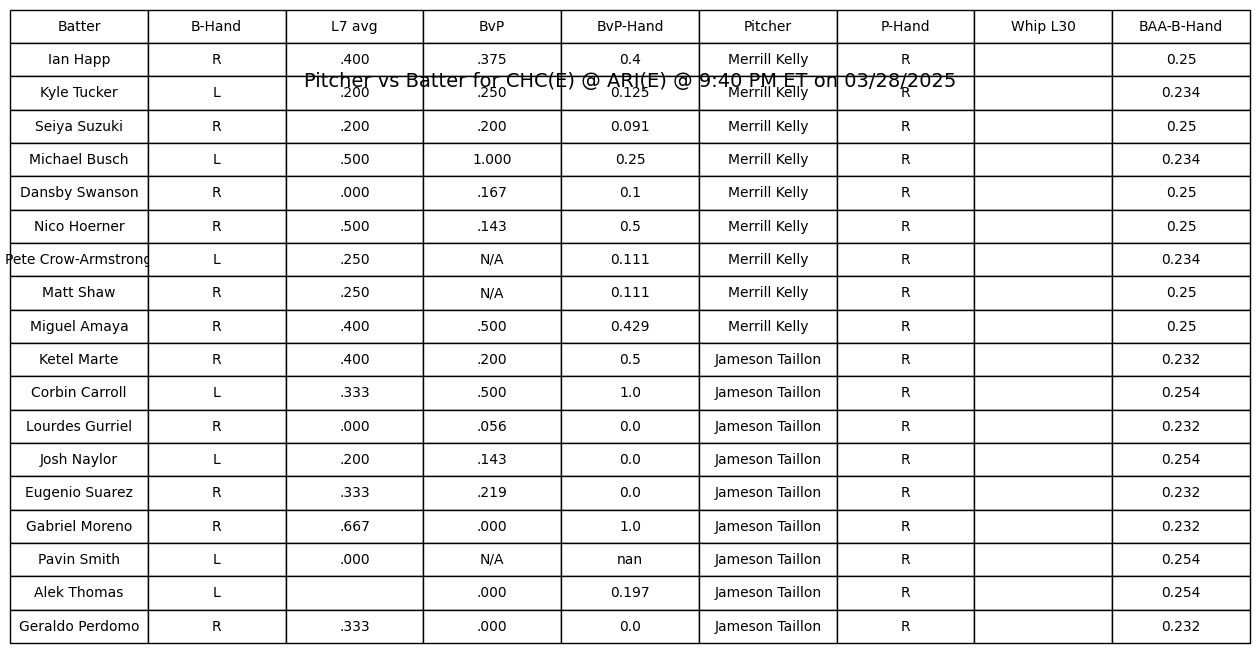 Batter B-Hand L7 avg BvP BvP-Hand Pitcher P-Hand Whip L30 BAA-B-Hand
Ian Happ R .400 .375 0.4 Merrill Kelly R 0.25
Pitcher vs Batter for CHC(E) @ ARI(E) @ 9:40 PM ET on 03/28/2025
Kyle Tucker L .200 .250 0.125 Merrill Kelly R 0.234
Seiya Suzuki R .200 .200 0.091 Merrill Kelly R 0.25
Michael Busch L .500 1.000 0.25 Merrill Kelly R 0.234
Dansby Swanson R .000 .167 0.1 Merrill Kelly R 0.25
Nico Hoerner R .500 .143 0.5 Merrill Kelly R 0.25
Pete Crow-Armstrong L .250 N/A 0.111 Merrill Kelly R 0.234
Matt Shaw R .250 N/A 0.111 Merrill Kelly R 0.25
Miguel Amaya R .400 .500 0.429 Merrill Kelly R 0.25
Ketel Marte R .400 .200 0.5 Jameson Taillon R 0.232
Corbin Carroll L .333 .500 1.0 Jameson Taillon R 0.254
Lourdes Gurriel R .000 .056 0.0 Jameson Taillon R 0.232
Josh Naylor L .200 .143 0.0 Jameson Taillon R 0.254
Eugenio Suarez R .333 .219 0.0 Jameson Taillon R 0.232
Gabriel Moreno R .667 .000 1.0 Jameson Taillon R 0.232
Pavin Smith L .000 N/A nan Jameson Taillon R 0.254
Alek Thomas L .000 0.197 Jameson Taillon R 0.254
Geraldo Perdomo R .333 .000 0.0 Jameson Taillon R 0.232